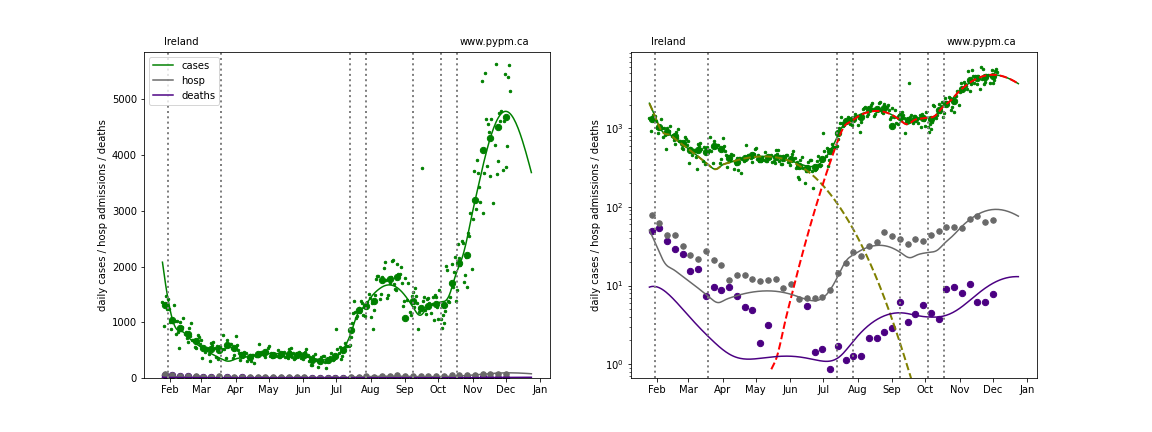 Ireland
www.pypm.ca
cases
hosp
deaths
daily cases / hosp admissions / deaths
5000
4000
3000
2000
1000
0
Feb Mar Apr May Jun Jul Aug Sep Oct Nov Dec Jan
Ireland
www.pypm.ca
daily cases / hosp admissions / deaths
10³
10²
10¹
10⁰
Feb Mar Apr May Jun Jul Aug Sep Oct Nov Dec Jan